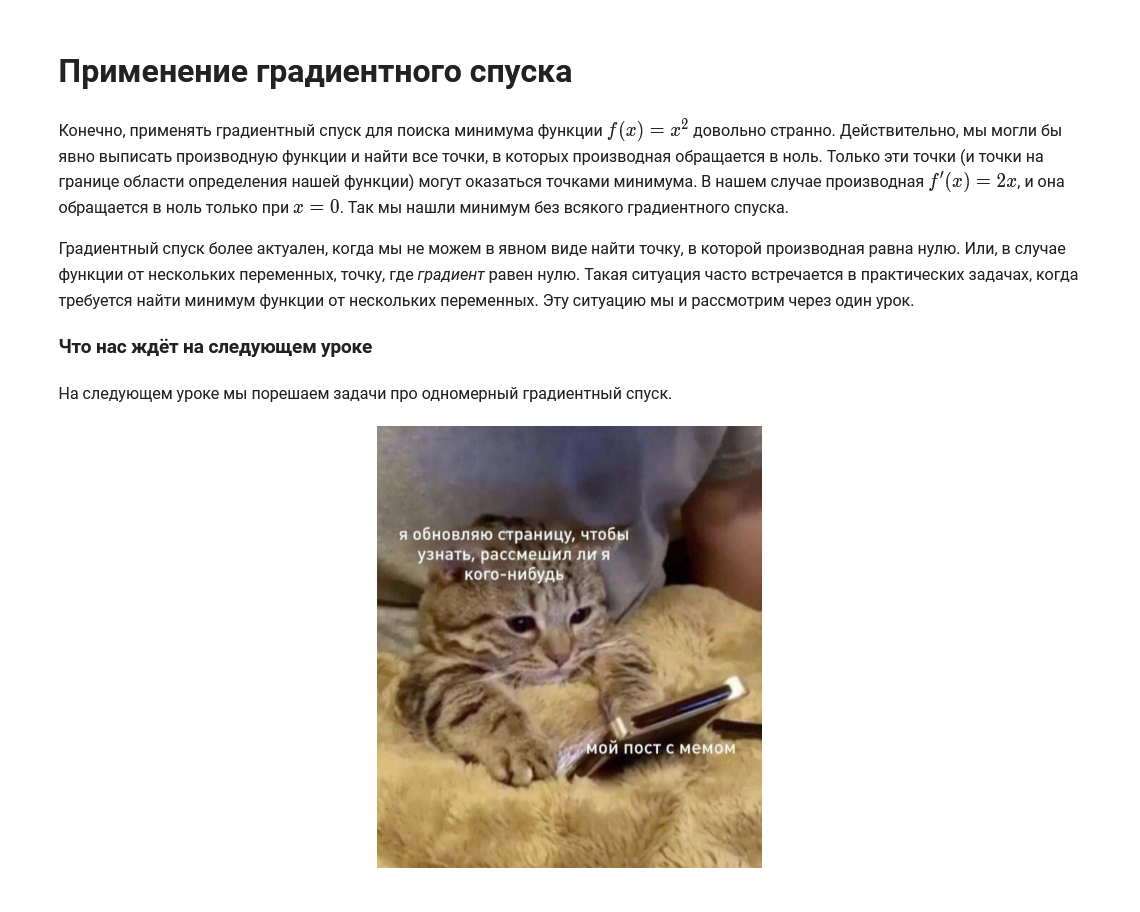 Применение градиентного спуска
Конечно, применять градиентный спуск для поиска минимума функции f(x) = x² довольно странно. Действительно, мы могли бы
явно выписать производную функции и найти все точки, в которых производная обращается в ноль. Только эти точки (и точки на
границе области определения нашей функции) могут оказаться точками минимума. В нашем случае производная f′(x) = 2x, и она
обращается в ноль только при x = 0. Так мы нашли минимум без всякого градиентного спуска.
Градиентный спуск более актуален, когда мы не можем в явном виде найти точку, в которой производная равна нулю. Или, в случае
функции от нескольких переменных, точку, где градиент равен нулю. Такая ситуация часто встречается в практических задачах, когда
требуется найти минимум функции от нескольких переменных. Эту ситуацию мы и рассмотрим через один урок.
Что нас ждёт на следующем уроке
На следующем уроке мы порешаем задачи про одномерный градиентный спуск.
я обновляю страницу, чтобы
узнать, рассмешил ли я
кого-нибудь
мой пост с мемом